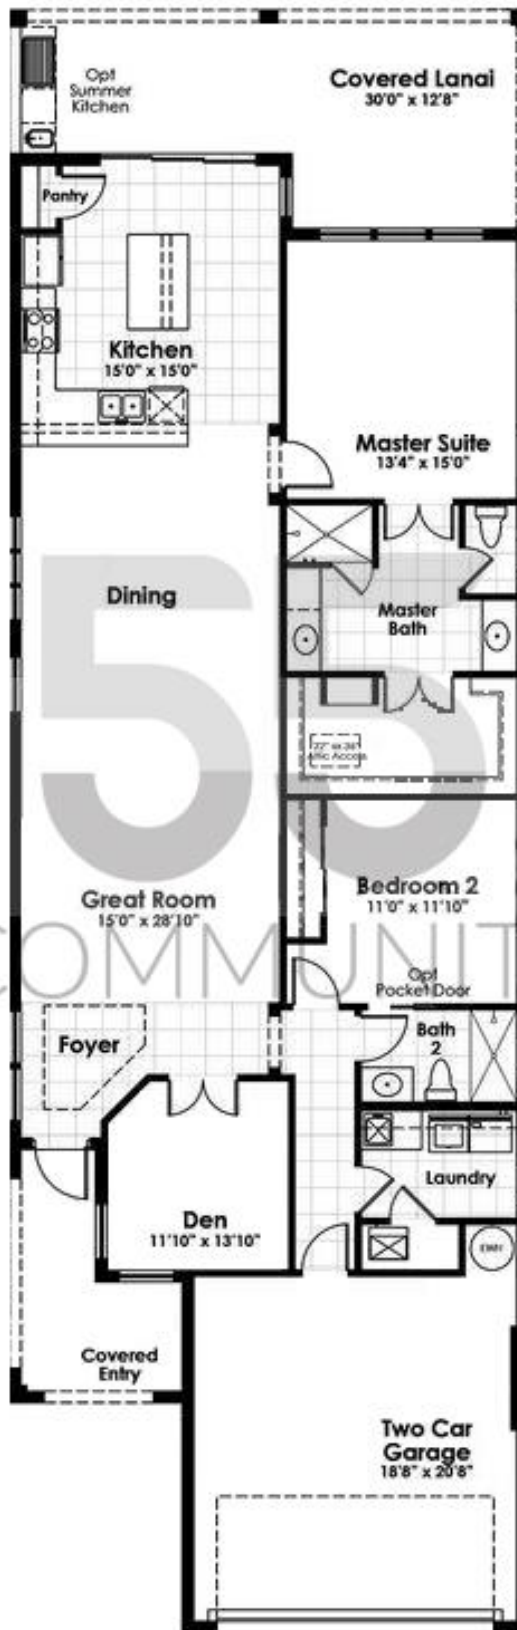 Opt
Summer
Kitchen
Covered Lanai
30'0" x 12'8"
Pantry
Kitchen
15'0" x 15'0"
Master Suite
13'4" x 15'0"
Dining
Master
Bath
55
22" x 36"
Attic Access
Great Room
15'0" x 28'10"
Bedroom 2
11'0" x 11'10"
COMMUNIT
Opt
Pocket Door
Foyer
Bath
2
Laundry
Den
11'10" x 13'10"
EWH
Covered
Entry
Two Car
Garage
18'8" x 20'8"